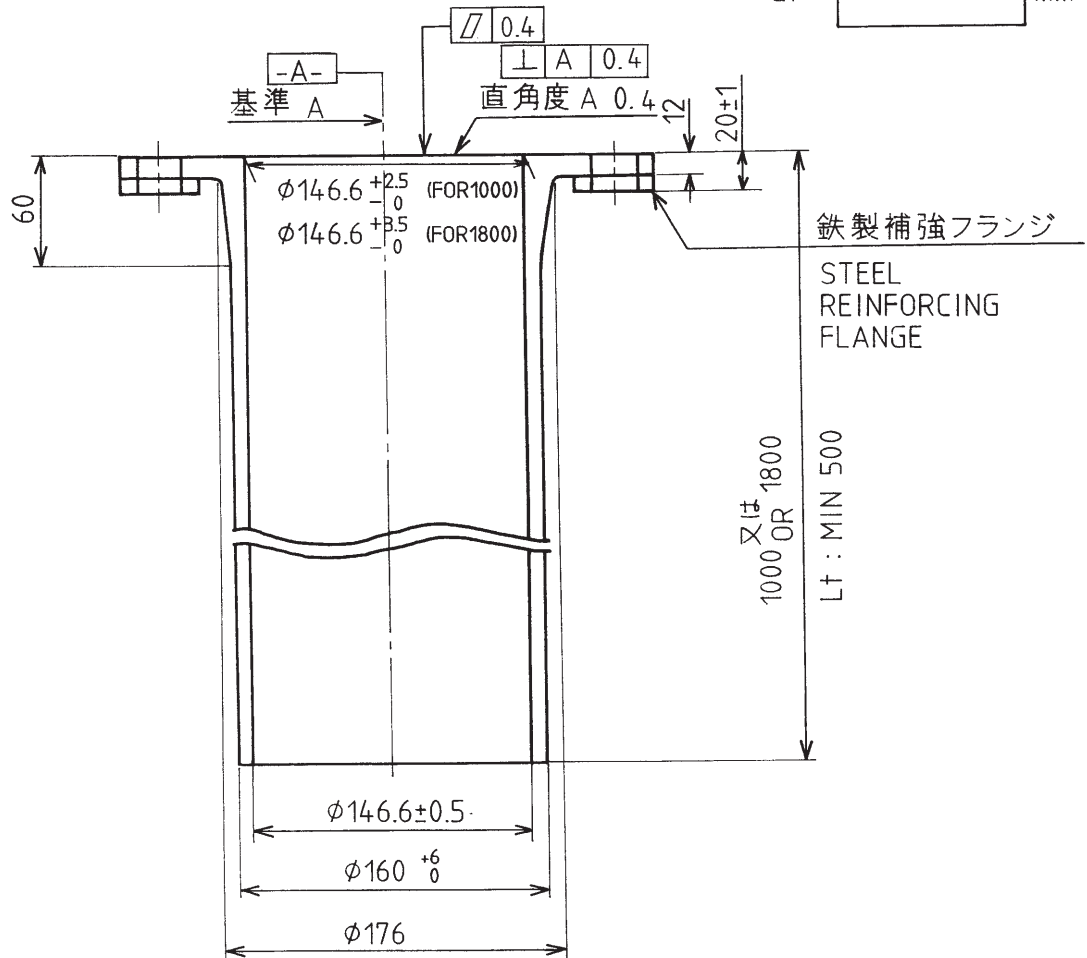 ⏥ 0.4
⊥ A 0.4
-A-
基準 A
直角度 A 0.4
12
20±1
60
φ146.6 +2.5 -0 (FOR1000)
φ146.6 +3.5 -0 (FOR1800)
鉄製補強フランジ
STEEL
REINFORCING
FLANGE
1000 又は OR 1800
Lt : MIN 500
φ146.6±0.5
φ160 +6 0
φ176